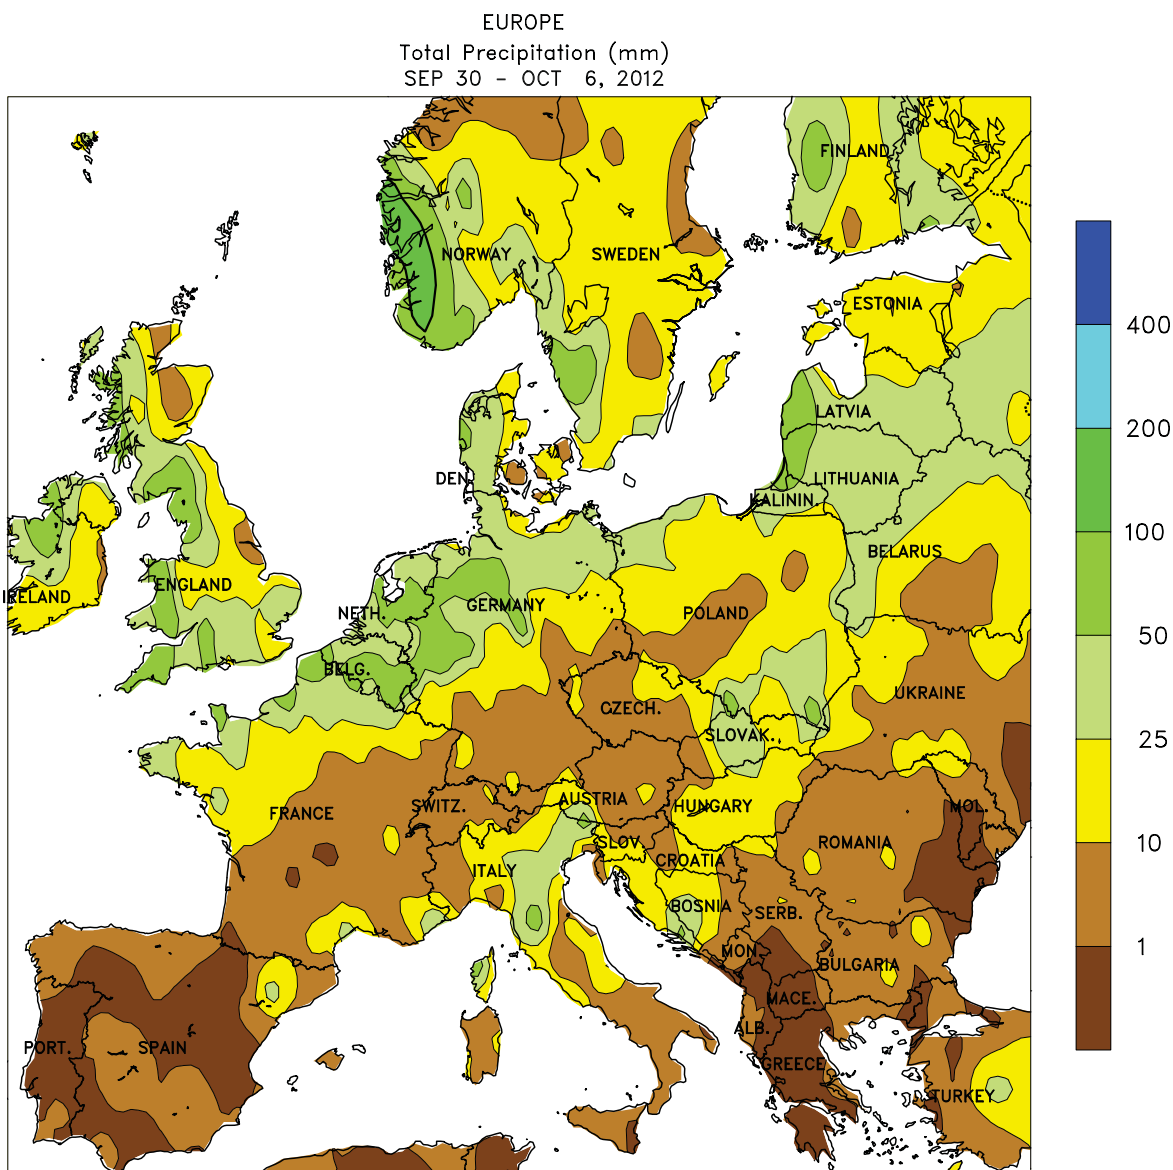 EUROPE
Total Precipitation (mm)
SEP 30 - OCT 6, 2012
FINLAND
NORWAY
SWEDEN
ESTONIA
400
LATVIA
200
DEN.
LITHUANIA
KALININ.
100
BELARUS
ENGLAND
IRELAND
NETH.
GERMANY
POLAND
50
BELG.
UKRAINE
CZECH.
SLOVAK.
25
FRANCE
SWITZ.
AUSTRIA
HUNGARY
MOL.
SLOV.
ROMANIA
10
CROATIA
ITALY
BOSNIA
SERB.
MON.
BULGARIA
1
MACE.
ALB.
PORT.
SPAIN
GREECE
TURKEY